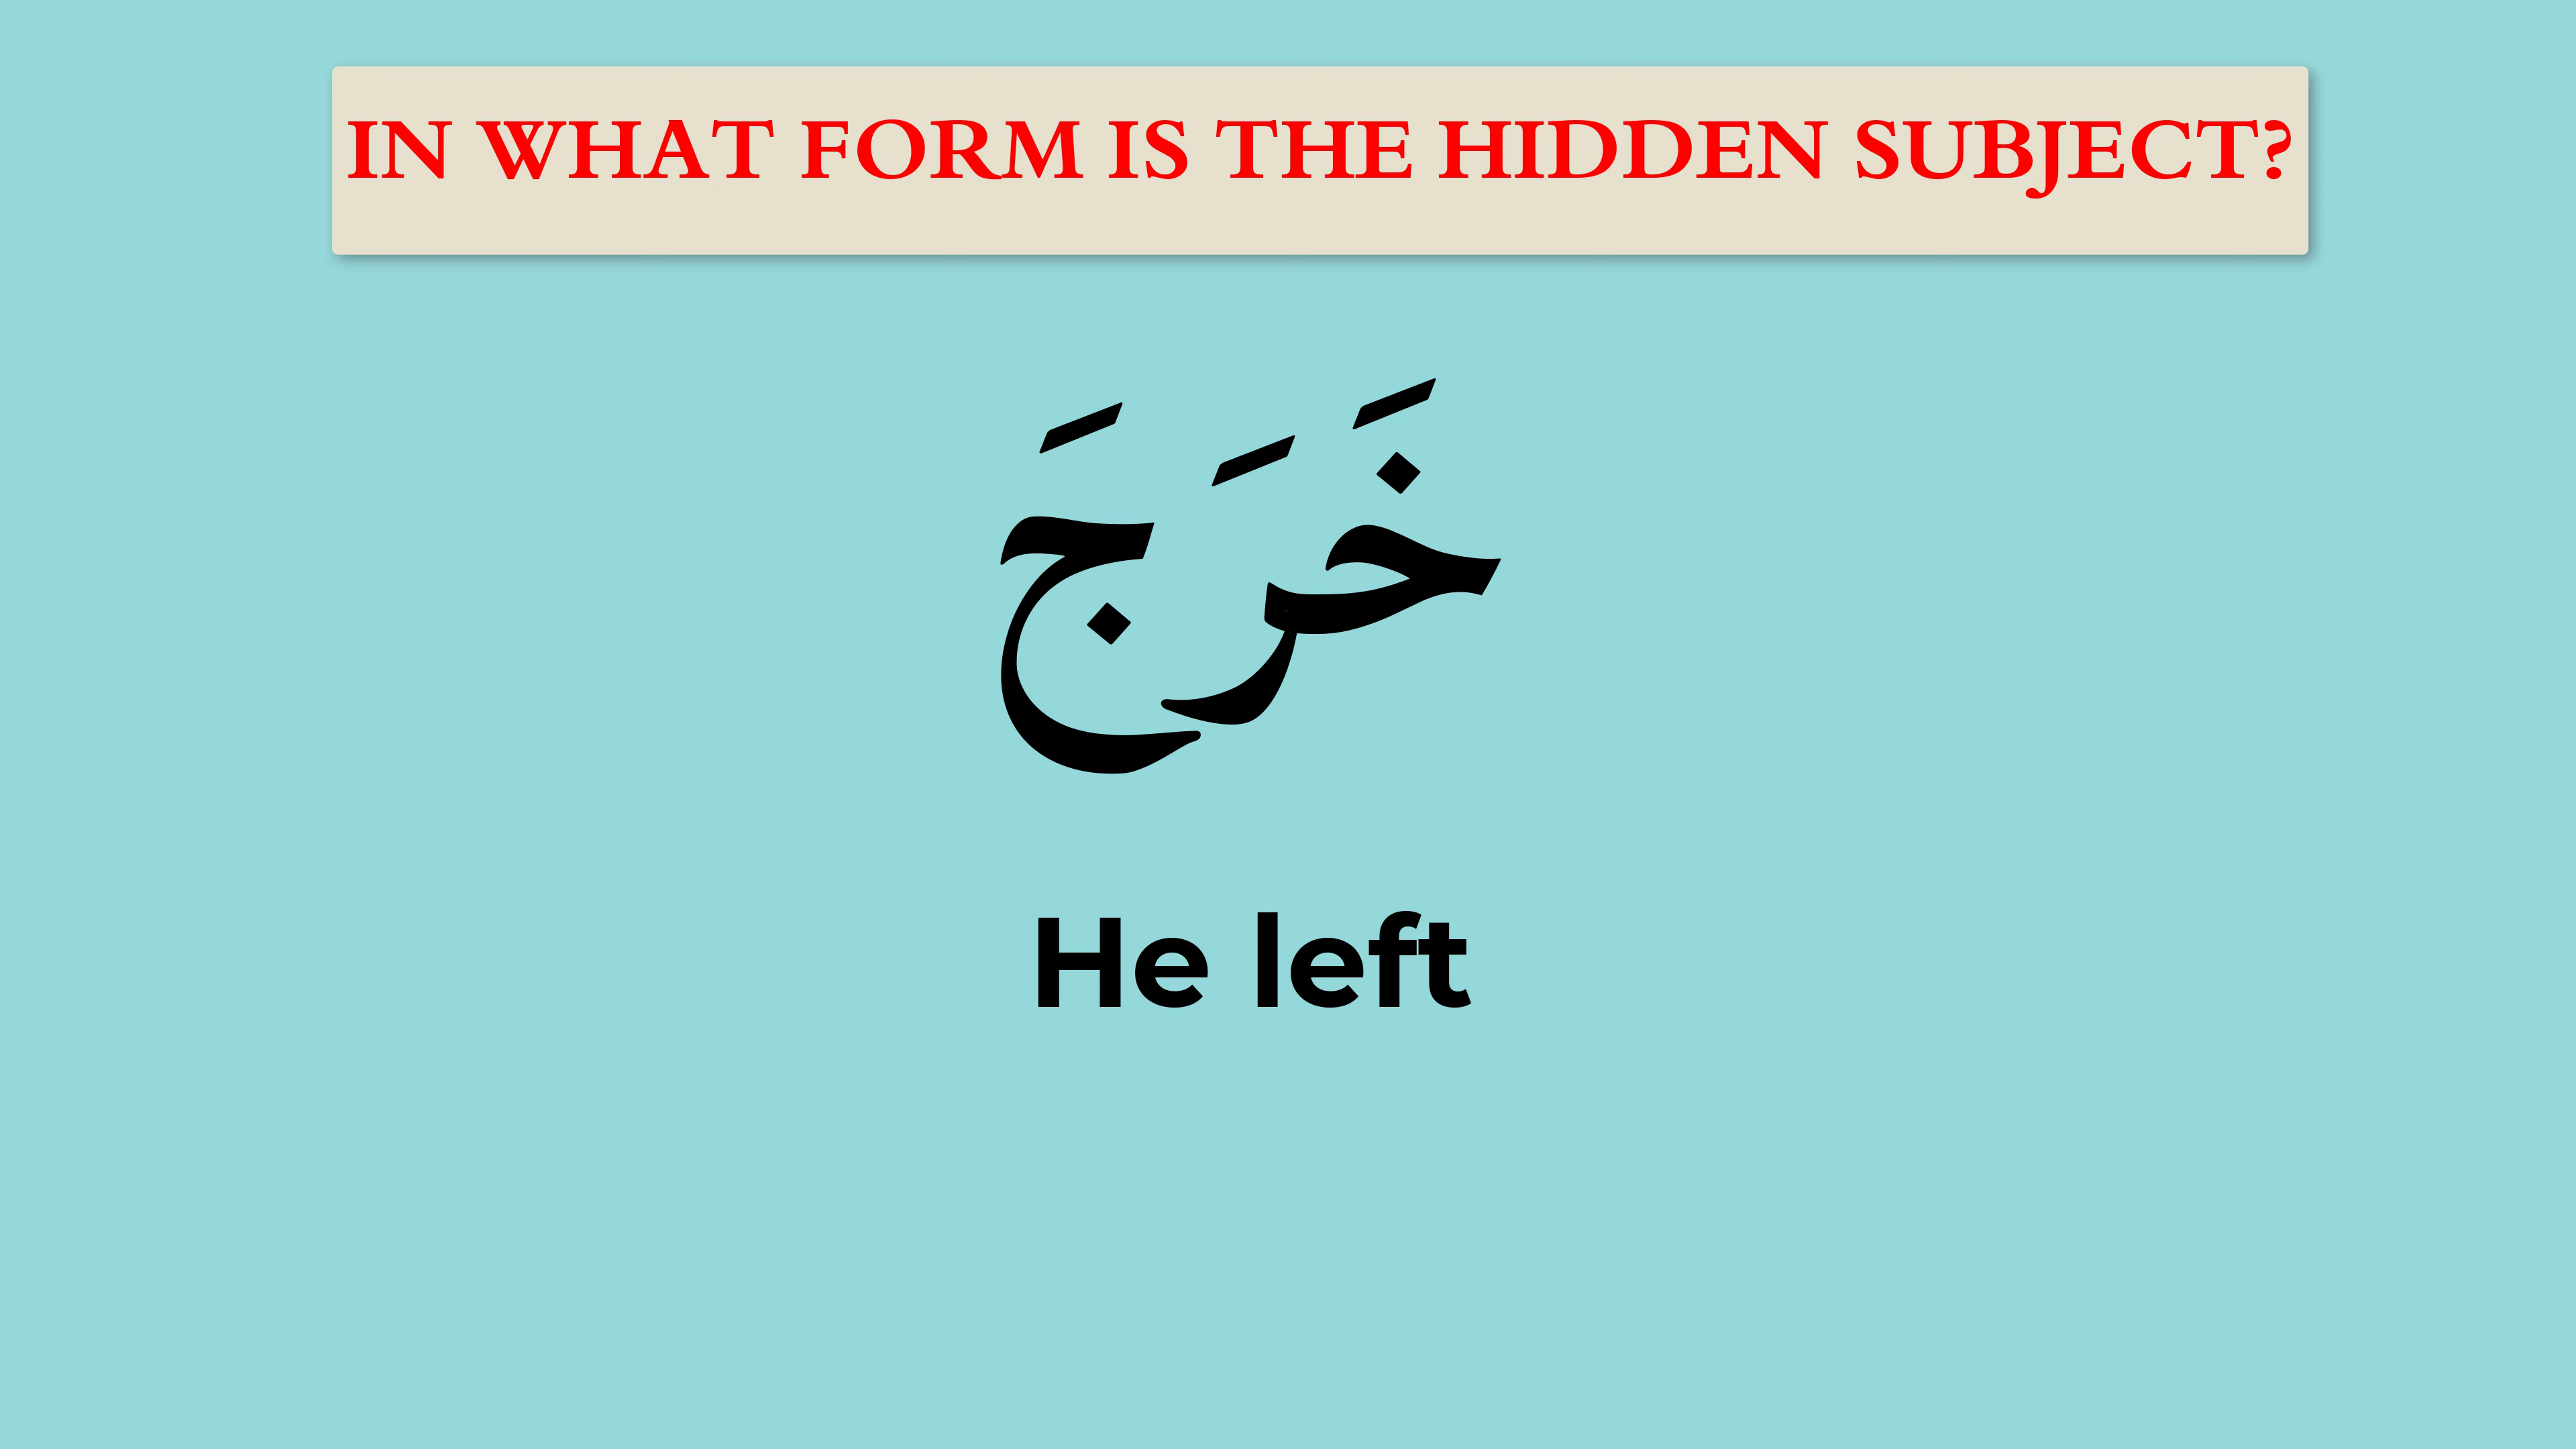 IN WHAT FORM IS THE HIDDEN SUBJECT?
خَرَجَ
He left